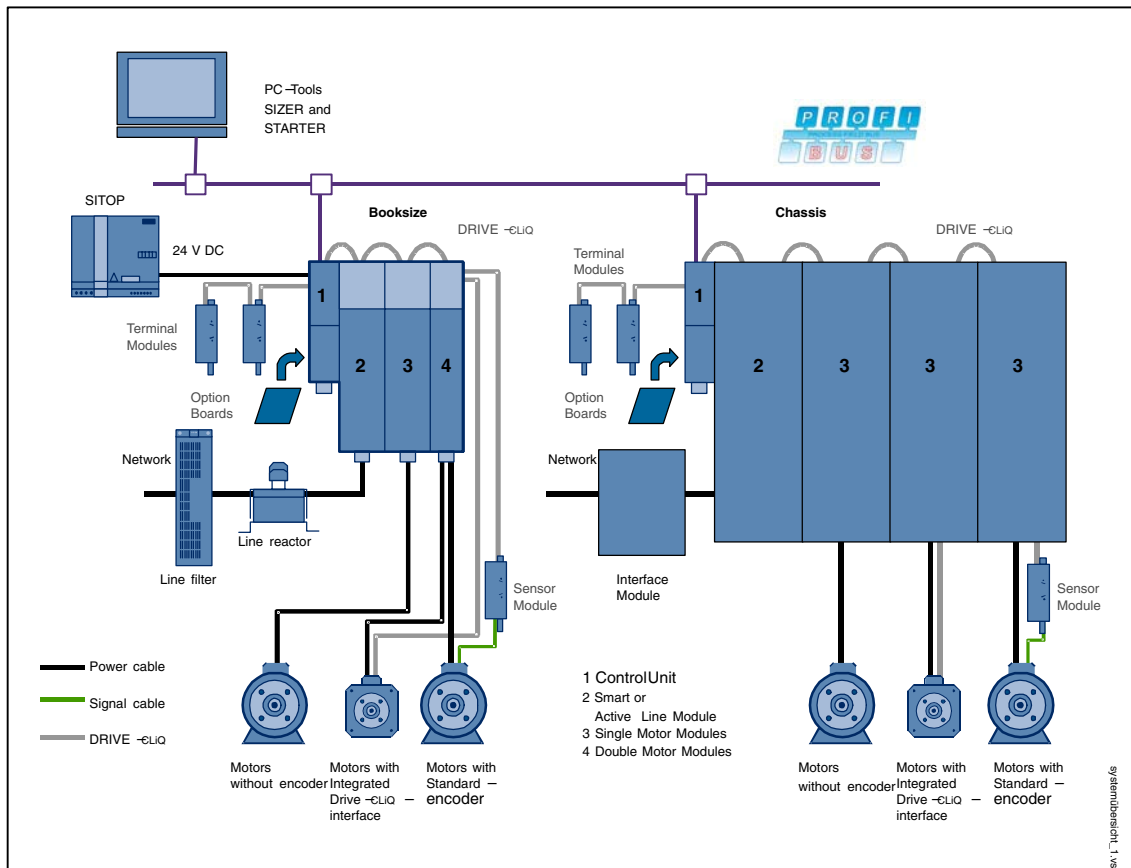 PC–Tools
SIZER and
STARTER
PROFI
PROCESS FIELD BUS
BUS
SITOP
24 V DC
Booksize
DRIVE –CLiQ
Chassis
DRIVE –CLiQ
Terminal
Modules
Terminal
Modules
1
2
3
4
1
2
3
3
3
Option
Boards
Option
Boards
Network
Line filter
Line reactor
Network
Interface
Module
Sensor
Module
Sensor
Module
Power cable
Signal cable
DRIVE –CLiQ
1 ControlUnit
2 Smart or
Active Line Module
3 Single Motor Modules
4 Double Motor Modules
Motors
without encoder
Motors with
Integrated
Drive –CLiQ –
interface
Motors with
Standard –
encoder
Motors
without encoder
Motors with
Integrated
Drive –CLiQ –
interface
Motors with
Standard –
encoder
systemübersicht_1.vs